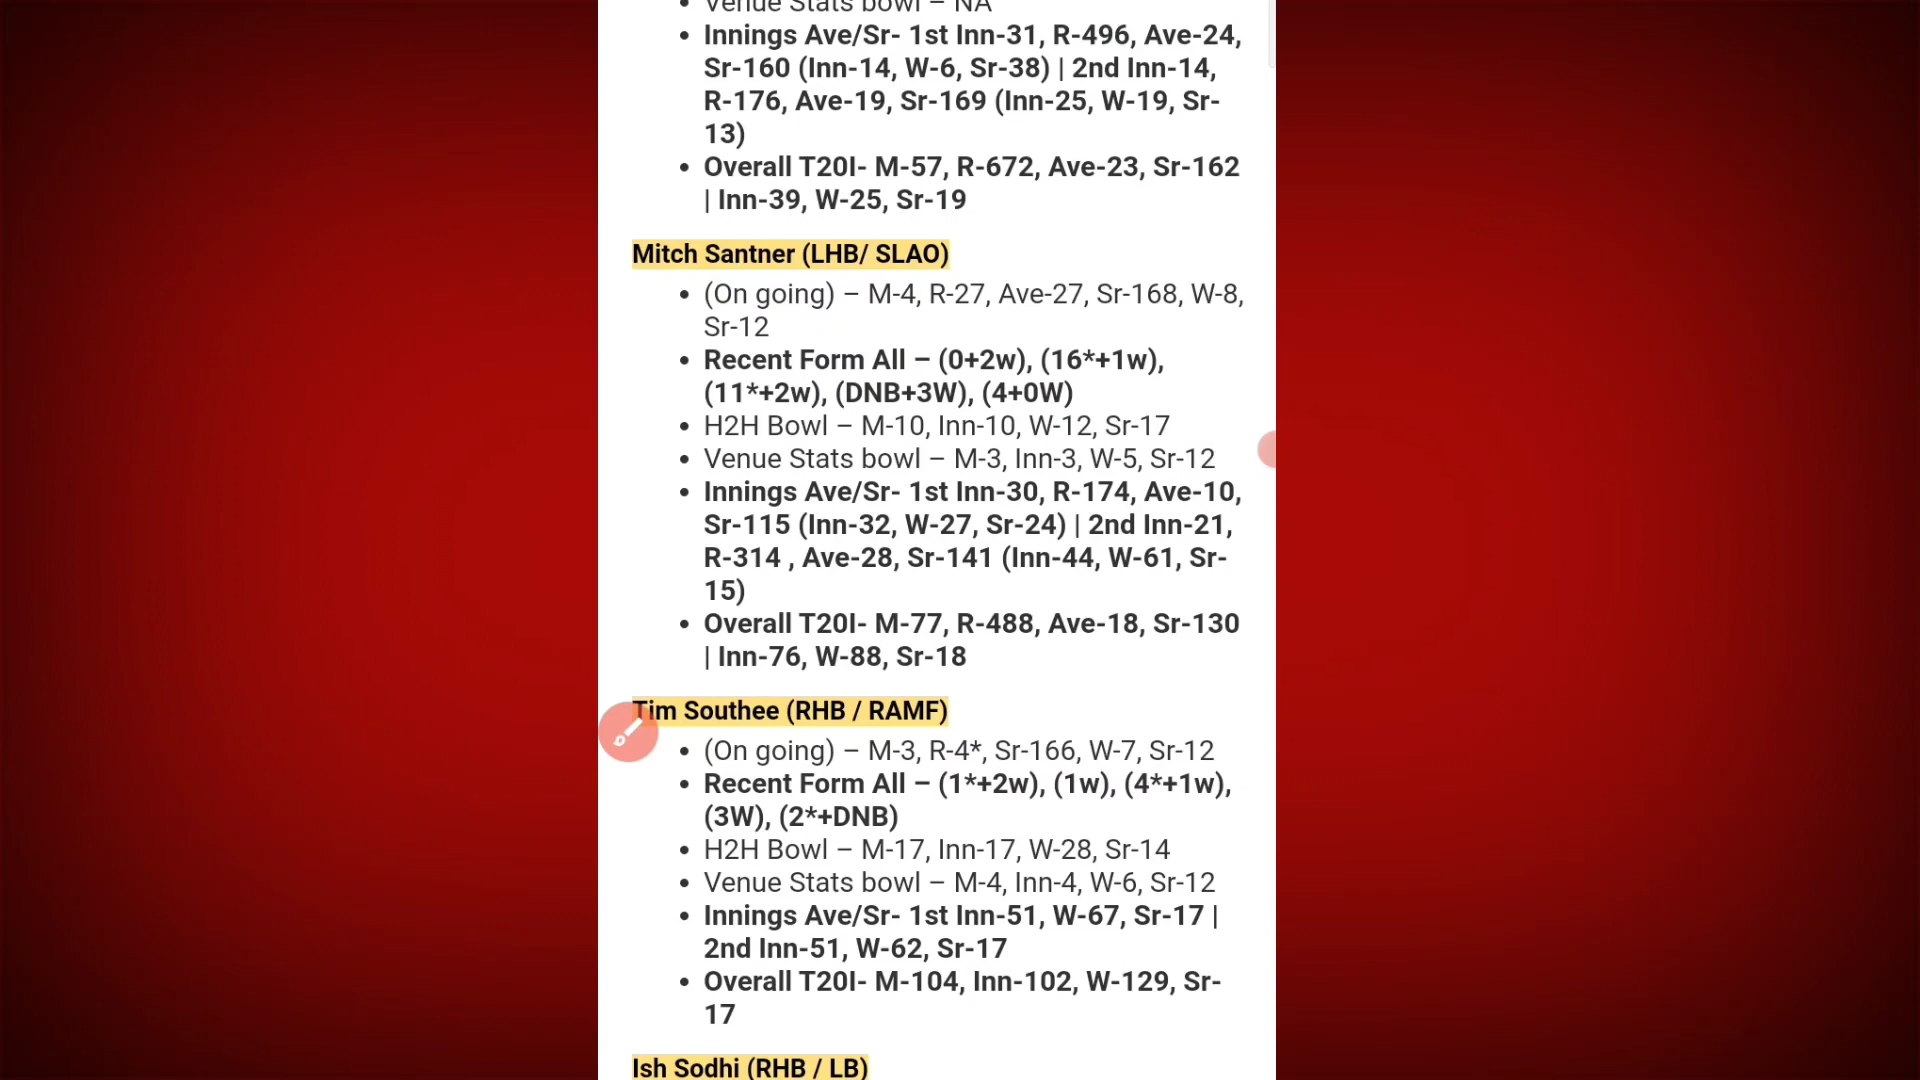 Venue Stats bowl – NA
Innings Ave/Sr- 1st Inn-31, R-496, Ave-24,
Sr-160 (Inn-14, W-6, Sr-38) | 2nd Inn-14,
R-176, Ave-19, Sr-169 (Inn-25, W-19, Sr-
13)
Overall T20I- M-57, R-672, Ave-23, Sr-162
| Inn-39, W-25, Sr-19
Mitch Santner (LHB/ SLAO)
(On going) – M-4, R-27, Ave-27, Sr-168, W-8,
Sr-12
Recent Form All – (0+2w), (16*+1w),
(11*+2w), (DNB+3W), (4+0W)
H2H Bowl – M-10, Inn-10, W-12, Sr-17
Venue Stats bowl – M-3, Inn-3, W-5, Sr-12
Innings Ave/Sr- 1st Inn-30, R-174, Ave-10,
Sr-115 (Inn-32, W-27, Sr-24) | 2nd Inn-21,
R-314 , Ave-28, Sr-141 (Inn-44, W-61, Sr-
15)
Overall T20I- M-77, R-488, Ave-18, Sr-130
| Inn-76, W-88, Sr-18
Tim Southee (RHB / RAMF)
(On going) – M-3, R-4*, Sr-166, W-7, Sr-12
Recent Form All – (1*+2w), (1w), (4*+1w),
(3W), (2*+DNB)
H2H Bowl – M-17, Inn-17, W-28, Sr-14
Venue Stats bowl – M-4, Inn-4, W-6, Sr-12
Innings Ave/Sr- 1st Inn-51, W-67, Sr-17 |
2nd Inn-51, W-62, Sr-17
Overall T20I- M-104, Inn-102, W-129, Sr-
17
Ish Sodhi (RHB / LB)